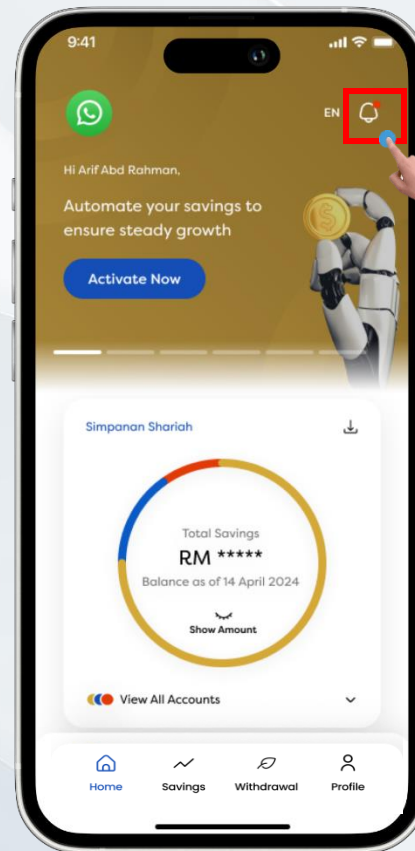 9:41
EN
Hi Arif Abd Rahman,
Automate your savings to
ensure steady growth
Activate Now
Simpanan Shariah
Total Savings
RM *****
Balance as of 14 April 2024
Show Amount
View All Accounts
Home Savings Withdrawal Profile